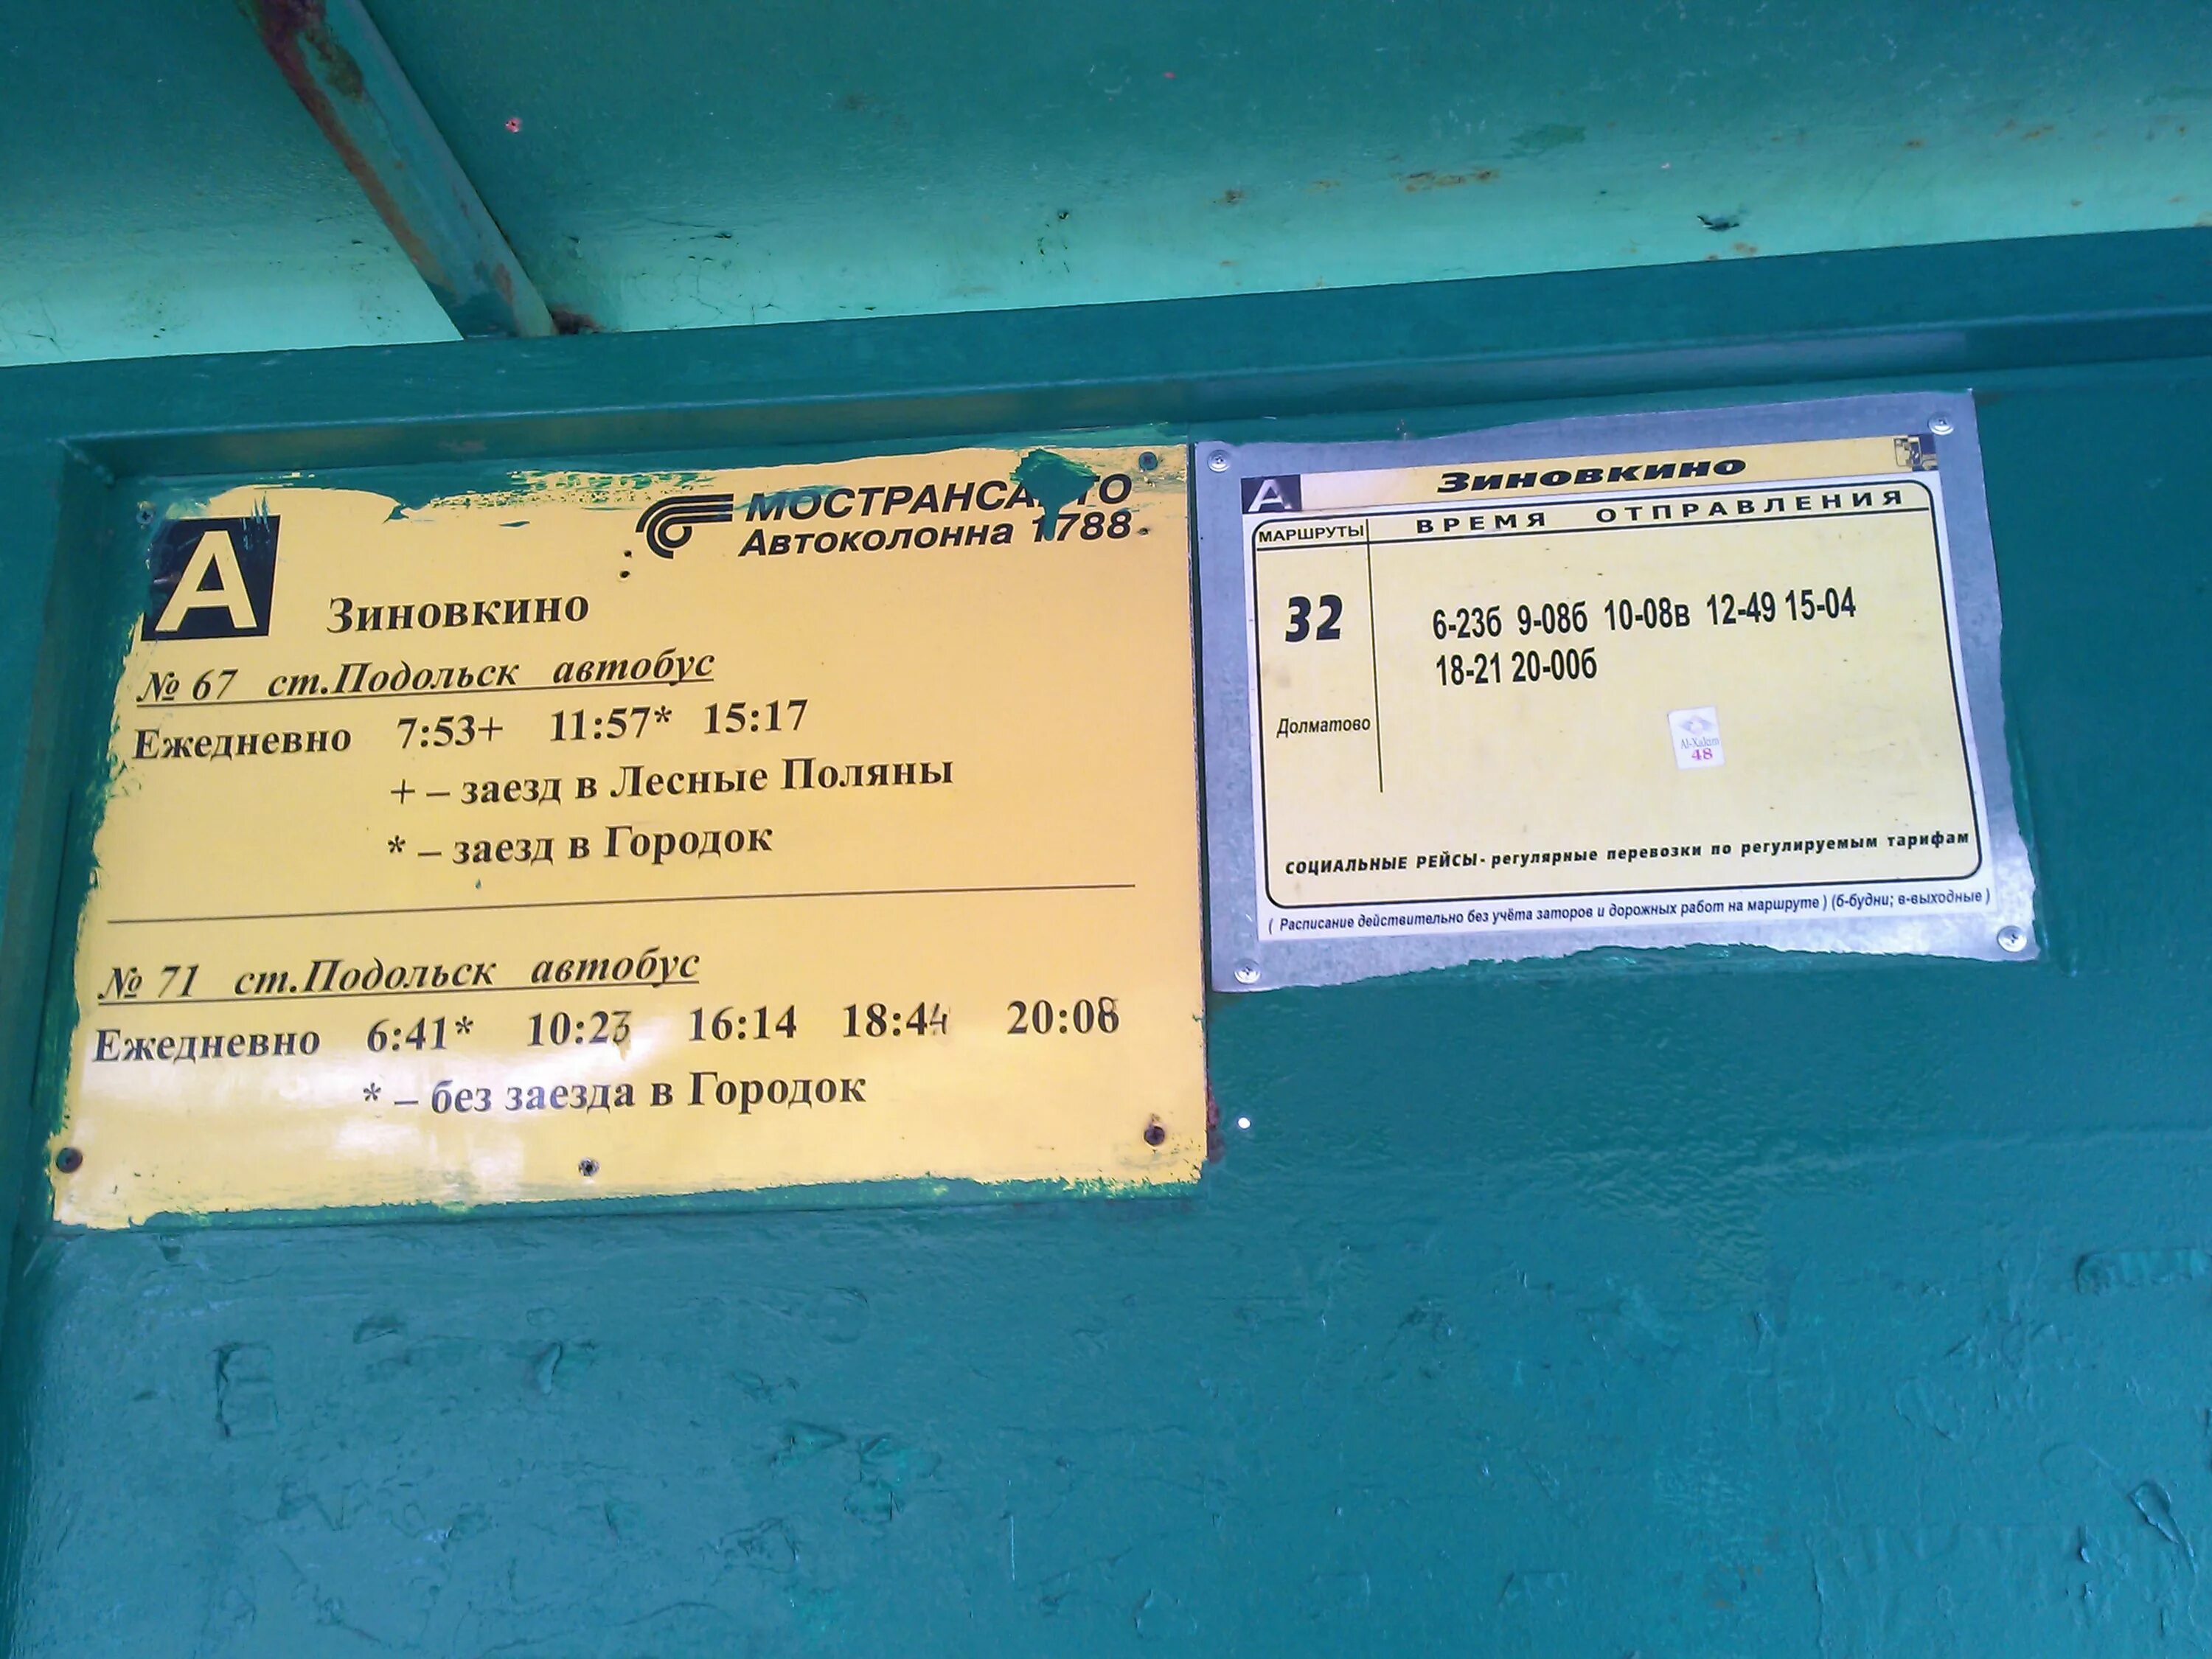 МОСТРАНСАВТО
Автоколонна 1788
А
Зиновкино
№ 67 ст.Подольск автобус
Ежедневно 7:53+ 11:57* 15:17
+ – заезд в Лесные Поляны
* – заезд в Городок
№ 71 ст.Подольск автобус
Ежедневно 6:41* 10:23 16:14 18:44 20:08
* – без заезда в Городок
А Зиновкино
МАРШРУТЫ ВРЕМЯ ОТПРАВЛЕНИЯ
32 6-23б 9-08б 10-08в 12-49 15-04
18-21 20-00б
Долматово
Al-Xalam
48
СОЦИАЛЬНЫЕ РЕЙСЫ- регулярные перевозки по регулируемым тарифам
( Расписание действительно без учёта заторов и дорожных работ на маршруте ) (б-будни; в-выходные )